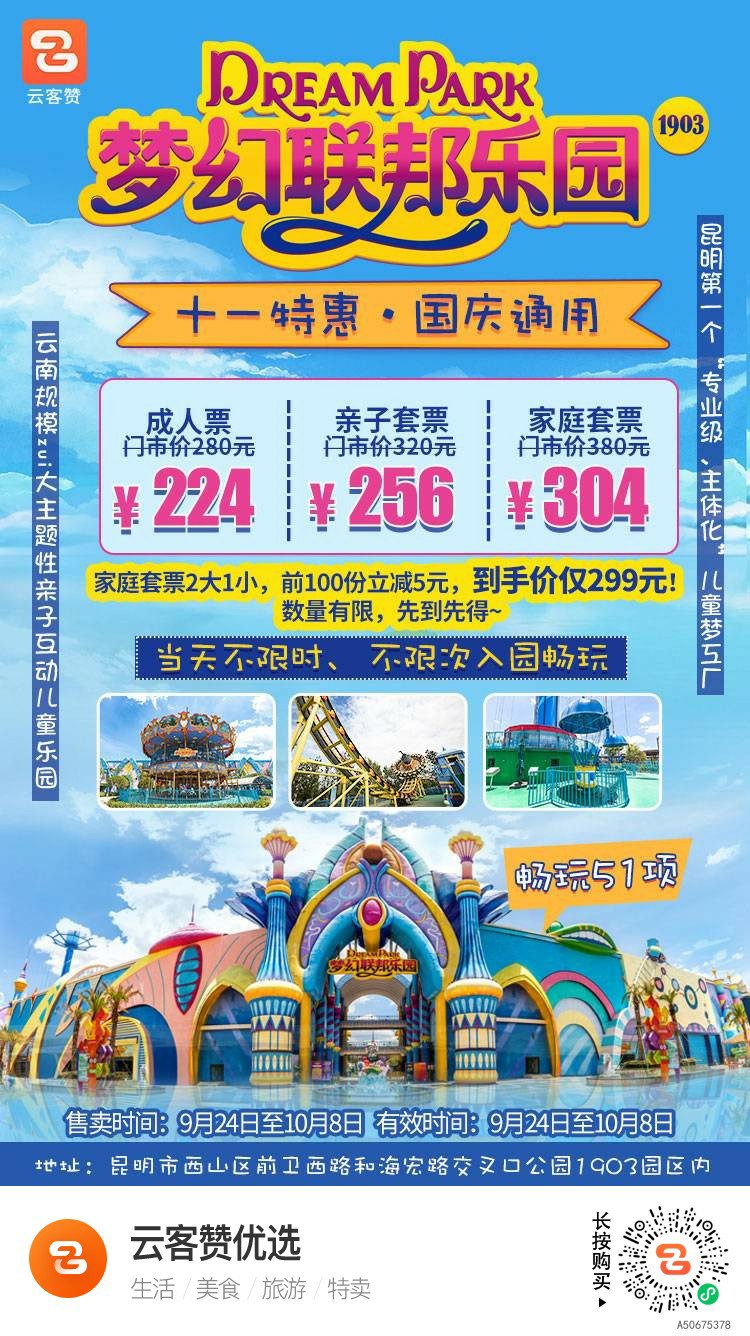 云客赞
DREAM PARK
梦幻联邦乐园
1903
十一特惠·国庆通用
昆明第一个“专业级、主体化”儿童梦工厂
云南规模zui大主题性亲子互动儿童乐园
成人票
门市价280元
¥224
亲子套票
门市价320元
¥256
家庭套票
门市价380元
¥304
家庭套票2大1小，前100份立减5元，到手价仅299元!
数量有限，先到先得~
当天不限时、不限次入园畅玩
畅玩51项
DREAM PARK
梦幻联邦乐园
售卖时间：9月24日至10月8日 有效时间：9月24日至10月8日
地址：昆明市西山区前卫西路和海宏路交叉口公园1903园区内
云客赞优选
生活 / 美食 / 旅游 / 特卖
长按购买
A50675378